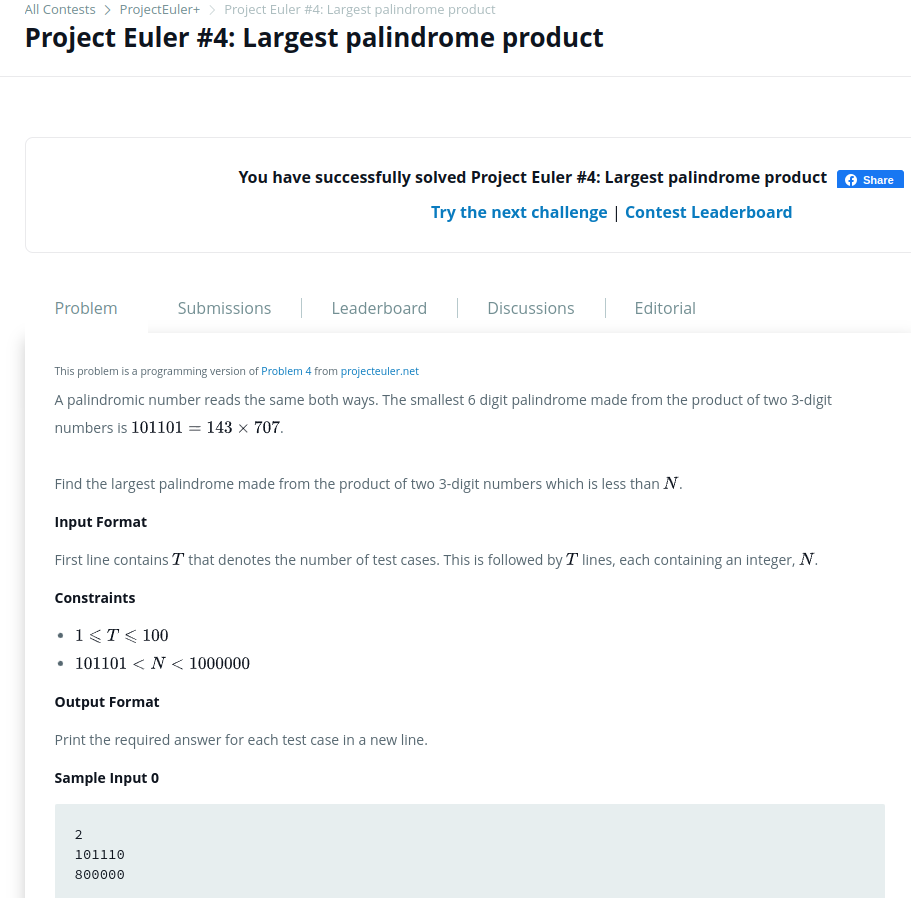 All Contests > ProjectEuler+ > Project Euler #4: Largest palindrome product
Project Euler #4: Largest palindrome product
You have successfully solved Project Euler #4: Largest palindrome product Share
Try the next challenge | Contest Leaderboard
Problem Submissions Leaderboard Discussions Editorial
This problem is a programming version of Problem 4 from projecteuler.net
A palindromic number reads the same both ways. The smallest 6 digit palindrome made from the product of two 3-digit
numbers is 101101 = 143 × 707.
Find the largest palindrome made from the product of two 3-digit numbers which is less than N.
Input Format
First line contains T that denotes the number of test cases. This is followed by T lines, each containing an integer, N.
Constraints
• 1 ⩽ T ⩽ 100
• 101101 < N < 1000000
Output Format
Print the required answer for each test case in a new line.
Sample Input 0
2
101110
800000